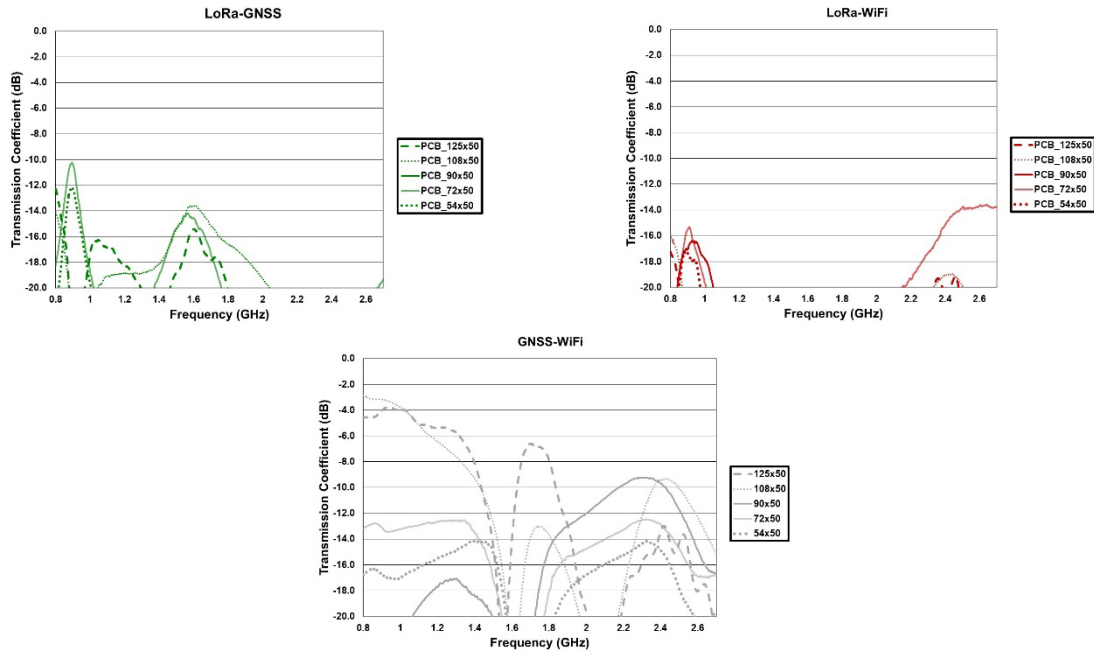 LoRa-GNSS
Transmission Coefficient (dB)
0.0
-2.0
-4.0
-6.0
-8.0
-10.0
-12.0
-14.0
-16.0
-18.0
-20.0
0.8 1 1.2 1.4 1.6 1.8 2 2.2 2.4 2.6
Frequency (GHz)
PCB_125x50
PCB_108x50
PCB_90x50
PCB_72x50
PCB_54x50
LoRa-WiFi
Transmission Coefficient (dB)
0.0
-2.0
-4.0
-6.0
-8.0
-10.0
-12.0
-14.0
-16.0
-18.0
-20.0
0.8 1 1.2 1.4 1.6 1.8 2 2.2 2.4 2.6
Frequency (GHz)
PCB_125x50
PCB_108x50
PCB_90x50
PCB_72x50
PCB_54x50
GNSS-WiFi
Transmission Coefficient (dB)
0.0
-2.0
-4.0
-6.0
-8.0
-10.0
-12.0
-14.0
-16.0
-18.0
-20.0
0.8 1 1.2 1.4 1.6 1.8 2 2.2 2.4 2.6
Frequency (GHz)
125x50
108x50
90x50
72x50
54x50